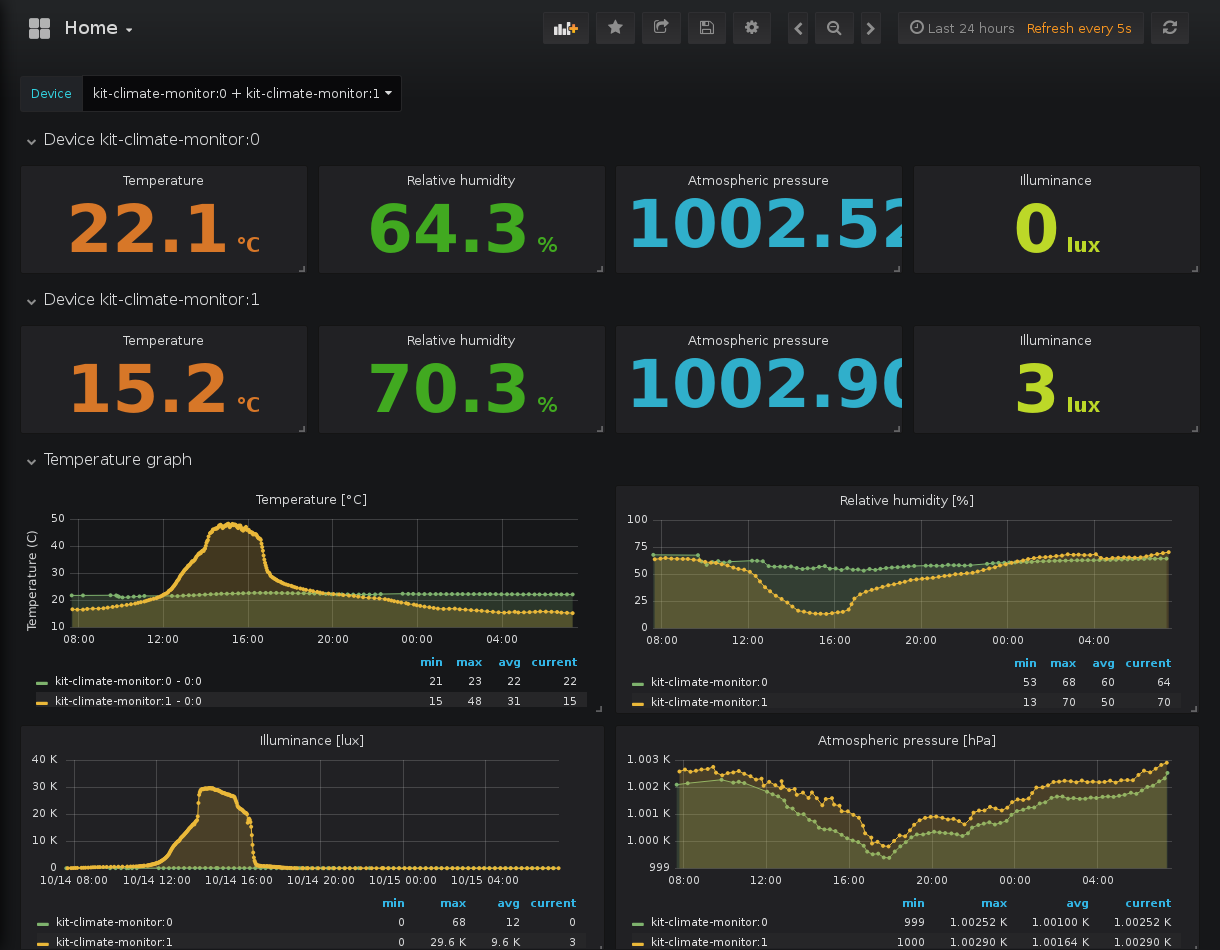 Home
Last 24 hours Refresh every 5s
Device kit-climate-monitor:0 + kit-climate-monitor:1
Device kit-climate-monitor:0
Temperature Relative humidity Atmospheric pressure Illuminance
22.1 °C 64.3 % 1002.52 0 lux
Device kit-climate-monitor:1
Temperature Relative humidity Atmospheric pressure Illuminance
15.2 °C 70.3 % 1002.90 3 lux
Temperature graph
Temperature [°C]
Temperature (C)
50
40
30
20
10
08:00 12:00 16:00 20:00 00:00 04:00
min max avg current
kit-climate-monitor:0 - 0:0 21 23 22 22
kit-climate-monitor:1 - 0:0 15 48 31 15
Relative humidity [%]
100
75
50
25
0
08:00 12:00 16:00 20:00 00:00 04:00
min max avg current
kit-climate-monitor:0 53 68 60 64
kit-climate-monitor:1 13 70 50 70
Illuminance [lux]
40 K
30 K
20 K
10 K
0
10/14 08:00 10/14 12:00 10/14 16:00 10/14 20:00 10/15 00:00 10/15 04:00
min max avg current
kit-climate-monitor:0 0 68 12 0
kit-climate-monitor:1 0 29.6 K 9.6 K 3
Atmospheric pressure [hPa]
1.003 K
1.002 K
1.001 K
1.000 K
999
08:00 12:00 16:00 20:00 00:00 04:00
min max avg current
kit-climate-monitor:0 999 1.00252 K 1.00100 K 1.00252 K
kit-climate-monitor:1 1000 1.00290 K 1.00164 K 1.00290 K